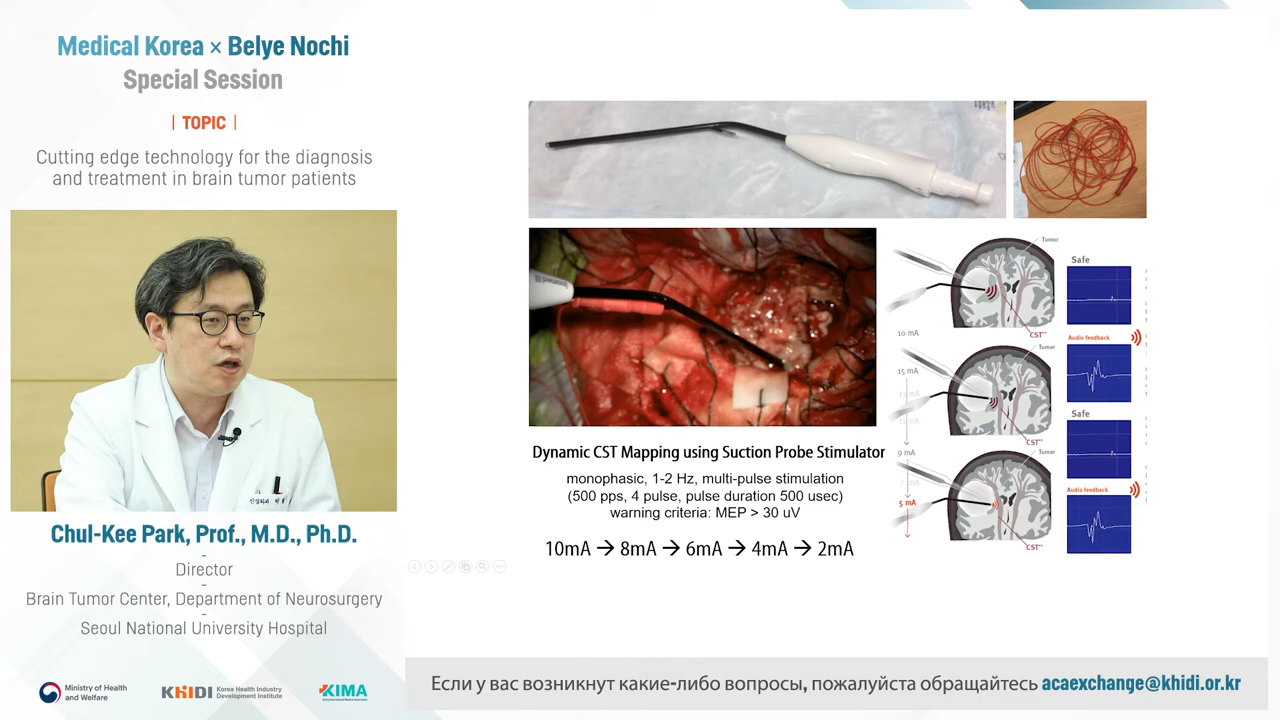 Medical Korea × Belye Nochi
Special Session
| TOPIC |
Cutting edge technology for the diagnosis
and treatment in brain tumor patients
Chul-Kee Park, Prof., M.D., Ph.D.
Director
Brain Tumor Center, Department of Neurosurgery
Seoul National University Hospital
Ministry of Health
and Welfare
KHIDI
Korea Health Industry
Development Institute
KIMA
Tumor
Safe
10 mA
CST
Audio feedback
Tumor
15 mA
CST
Safe
9 mA
Tumor
Audio feedback
5 mA
CST
Dynamic CST Mapping using Suction Probe Stimulator
monophasic, 1-2 Hz, multi-pulse stimulation
(500 pps, 4 pulse, pulse duration 500 usec)
warning criteria: MEP > 30 uV
10mA → 8mA → 6mA → 4mA → 2mA
Если у вас возникнут какие-либо вопросы, пожалуйста обращайтесь acaexchange@khidi.or.kr